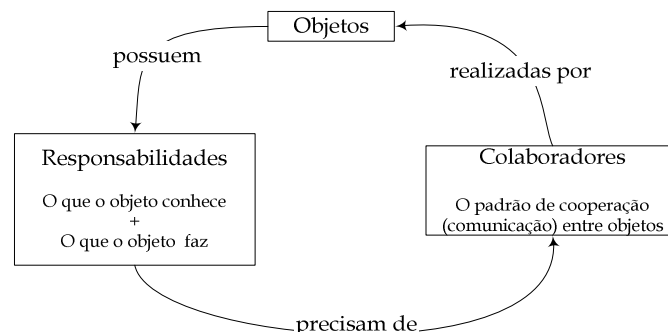 Objetos
possuem
realizadas por
Responsabilidades
O que o objeto conhece
+
O que o objeto faz
Colaboradores
O padrão de cooperação
(comunicação) entre objetos
precisam de